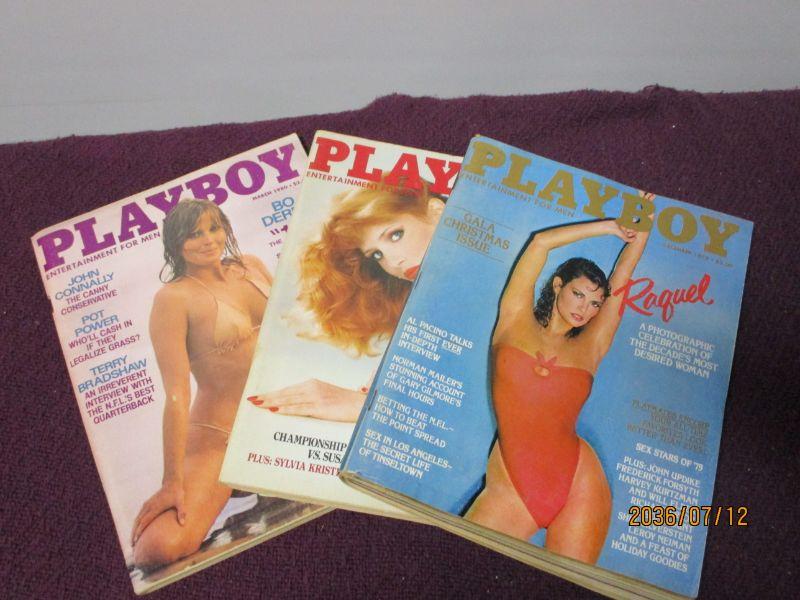 PLAYBOY
ENTERTAINMENT FOR MEN
MARCH 1980
BO
DER
JOHN
CONNALLY
THE CANNY
CONSERVATIVE
POT
POWER
WHO'LL CASH IN
IF THEY
LEGALIZE GRASS?
TERRY
BRADSHAW
AN IRREVERENT
INTERVIEW WITH
THE N.F.L.'S BEST
QUARTERBACK
PLAY
ENTERTAINMENT FOR
CHAMPIONSHIP
VS. SUS
PLUS: SYLVIA KRIST
PLAYBOY
ENTERTAINMENT FOR MEN
GALA
CHRISTMAS
ISSUE
Raquel
A PHOTOGRAPHIC
CELEBRATION OF
THE DECADE'S MOST
DESIRED WOMAN
AL PACINO TALKS
HIS FIRST EVER
IN-DEPTH
INTERVIEW
NORMAN MAILER'S
STUNNING ACCOUNT
OF GARY GILMORE'S
FINAL HOURS
BETTING THE N.F.L.—
HOW TO BEAT
THE POINT SPREAD
SEX IN LOS ANGELES—
THE SECRET LIFE
OF TINSELTOWN
SEX STARS OF '79
PLUS: JOHN UPDIKE
FREDERICK FORSYTH
HARVEY KURTZMAN
AND WILL
LEROY NEIMAN
AND A FEAST OF
HOLIDAY GOODIES
2036/07/12